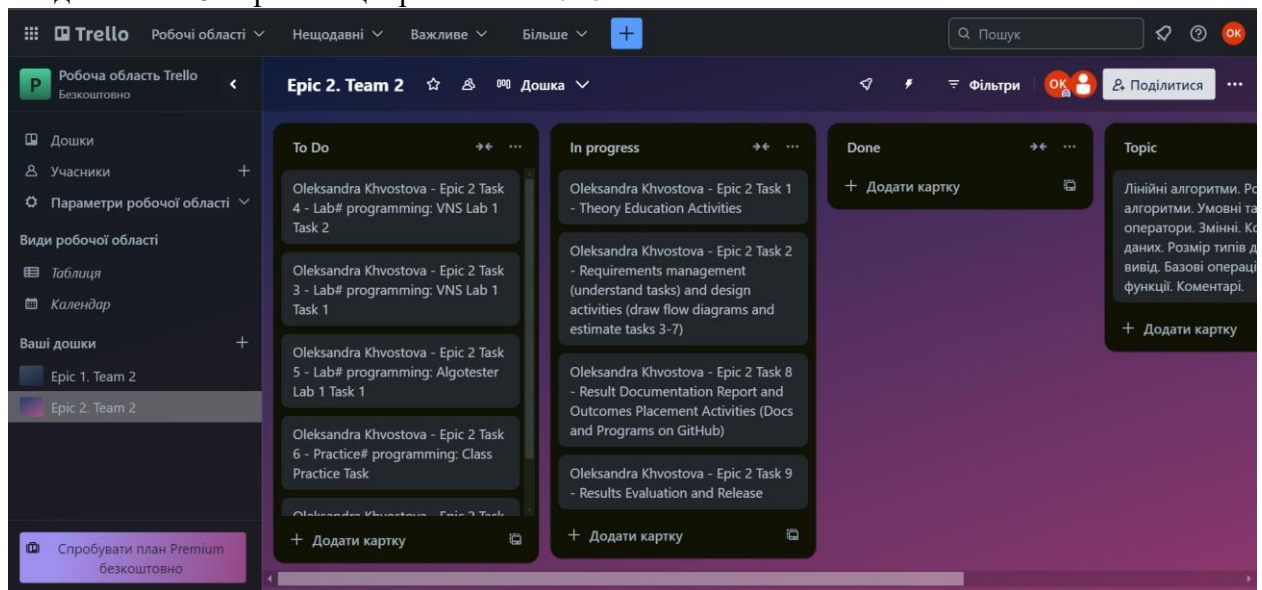 Trello
Робочі області
Нещодавні
Важливе
Більше
Пошук
OK
P
Робоча область Trello
Безкоштовно
Epic 2. Team 2
Дошка
Фільтри
OK
Поділитися
Дошки
Учасники
Параметри робочої області
Види робочої області
Таблиця
Календар
Ваші дошки
Epic 1. Team 2
Epic 2. Team 2
Спробувати план Premium
безкоштовно
To Do
Oleksandra Khvostova - Epic 2 Task
4 - Lab# programming: VNS Lab 1
Task 2
Oleksandra Khvostova - Epic 2 Task
3 - Lab# programming: VNS Lab 1
Task 1
Oleksandra Khvostova - Epic 2 Task
5 - Lab# programming: Algotester
Lab 1 Task 1
Oleksandra Khvostova - Epic 2 Task
6 - Practice# programming: Class
Practice Task
Oleksandra Khvostova - Epic 2 Task
Додати картку
In progress
Oleksandra Khvostova - Epic 2 Task 1
- Theory Education Activities
Oleksandra Khvostova - Epic 2 Task 2
- Requirements management
(understand tasks) and design
activities (draw flow diagrams and
estimate tasks 3-7)
Oleksandra Khvostova - Epic 2 Task 8
- Result Documentation Report and
Outcomes Placement Activities (Docs
and Programs on GitHub)
Oleksandra Khvostova - Epic 2 Task 9
- Results Evaluation and Release
Додати картку
Done
Додати картку
Topic
Лінійні алгоритми.
алгоритми. Умовні та
оператори. Змінні.
даних. Розмір типів
вивід. Базові
функції. Коментарі.
Додати картку